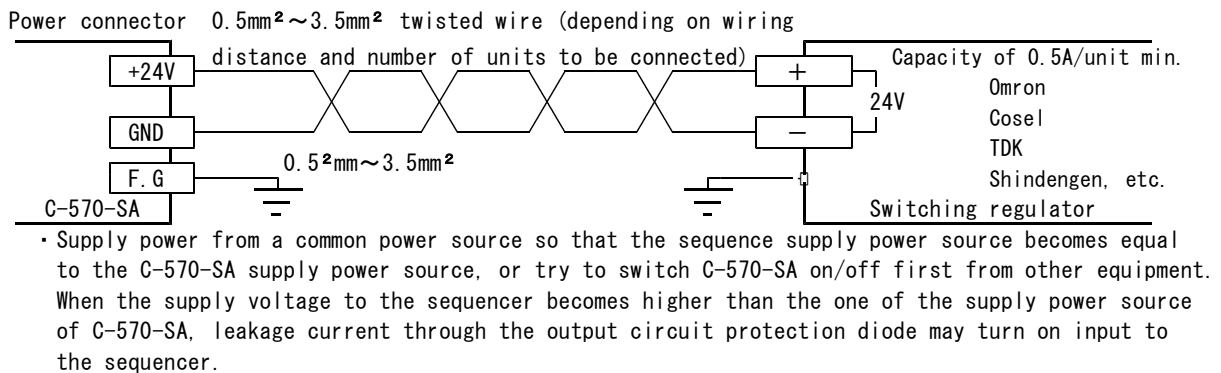 Power connector 0.5mm²～3.5mm² twisted wire (depending on wiring
distance and number of units to be connected)
+24V
GND
F.G
C-570-SA
0.5²mm～3.5mm²
+
−
24V
Capacity of 0.5A/unit min.
Omron
Cosel
TDK
Shindengen, etc.
Switching regulator
・Supply power from a common power source so that the sequence supply power source becomes equal
to the C-570-SA supply power source, or try to switch C-570-SA on/off first from other equipment.
When the supply voltage to the sequencer becomes higher than the one of the supply power source
of C-570-SA, leakage current through the output circuit protection diode may turn on input to
the sequencer.